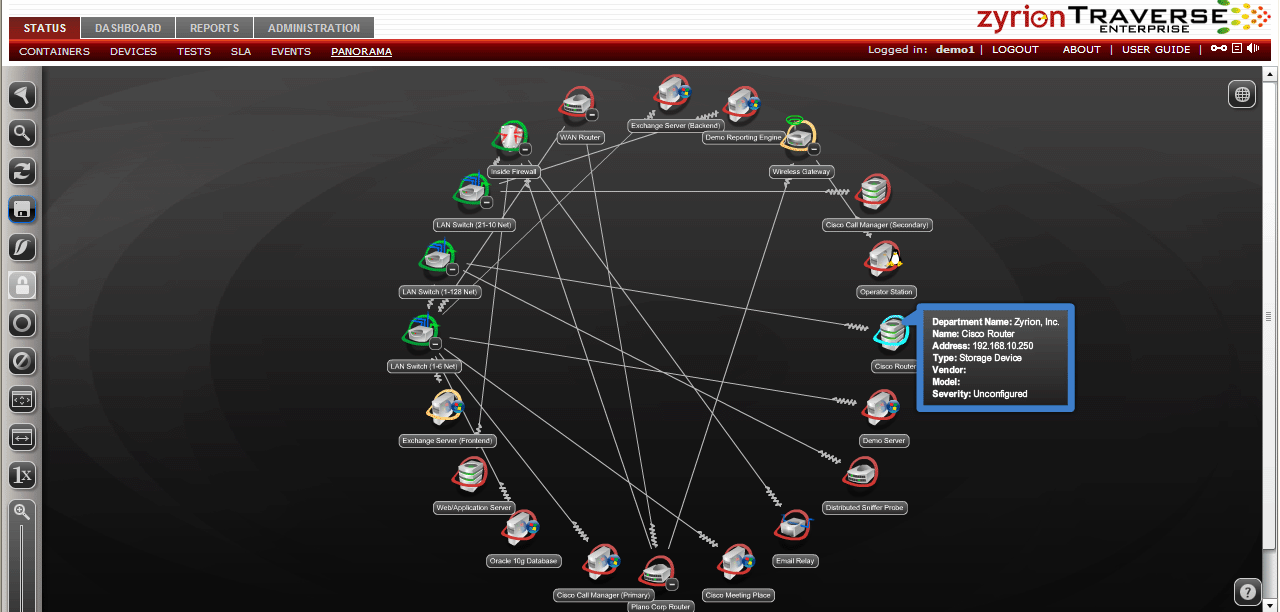 STATUS DASHBOARD REPORTS ADMINISTRATION
zyrion TRAVERSE
ENTERPRISE
CONTAINERS DEVICES TESTS SLA EVENTS PANORAMA
Logged in: demo1 | LOGOUT ABOUT | USER GUIDE |
Exchange Server (Backend)
WAN Router
Demo Reporting Engine
Inside Firewall
Wireless Gateway
LAN Switch (21-10 Net)
Cisco Call Manager (Secondary)
LAN Switch (1-128 Net)
Operator Station
Department Name: Zyrion, Inc.
Name: Cisco Router
Address: 192.168.10.250
Type: Storage Device
Vendor:
Model:
Severity: Unconfigured
LAN Switch (1-6 Net)
Cisco Router
Exchange Server (Frontend)
Demo Server
1x
Web/Application Server
Distributed Sniffer Probe
Oracle 10g Database
Email Relay
Cisco Call Manager (Primary)
Cisco Meeting Place
Plano Corp Router
?